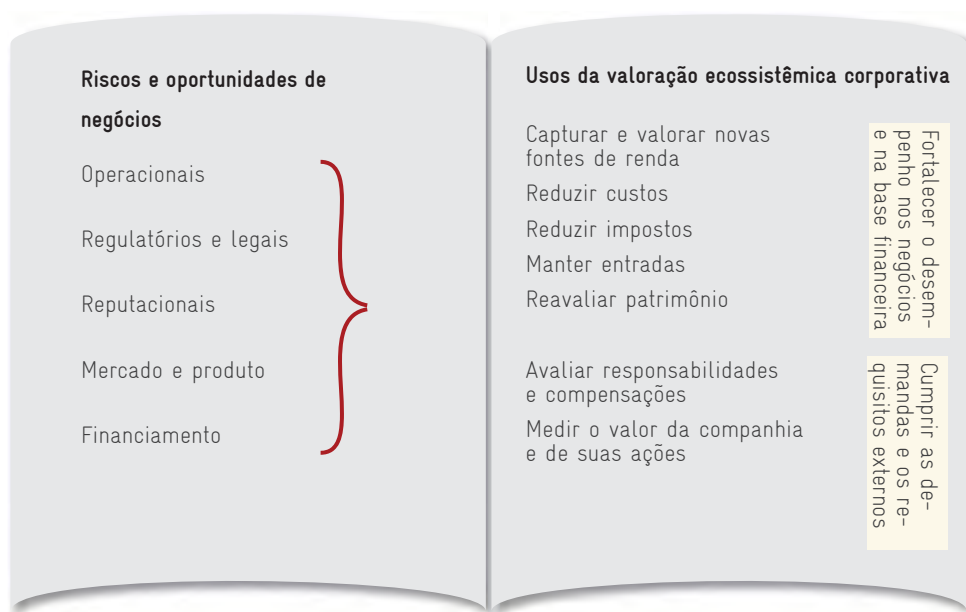 Riscos e oportunidades de
negócios
Operacionais
Regulatórios e legais
Reputacionais
Mercado e produto
Financiamento
Usos da valoração ecossistêmica corporativa
Capturar e valorar novas
fontes de renda
Reduzir custos
Reduzir impostos
Manter entradas
Reavaliar patrimônio
Fortalecer o desem-
penho nos negócios
e na base financeira
Avaliar responsabilidades
e compensações
Medir o valor da companhia
e de suas ações
Cumprir as de-
mandas e os re-
quisitos externos